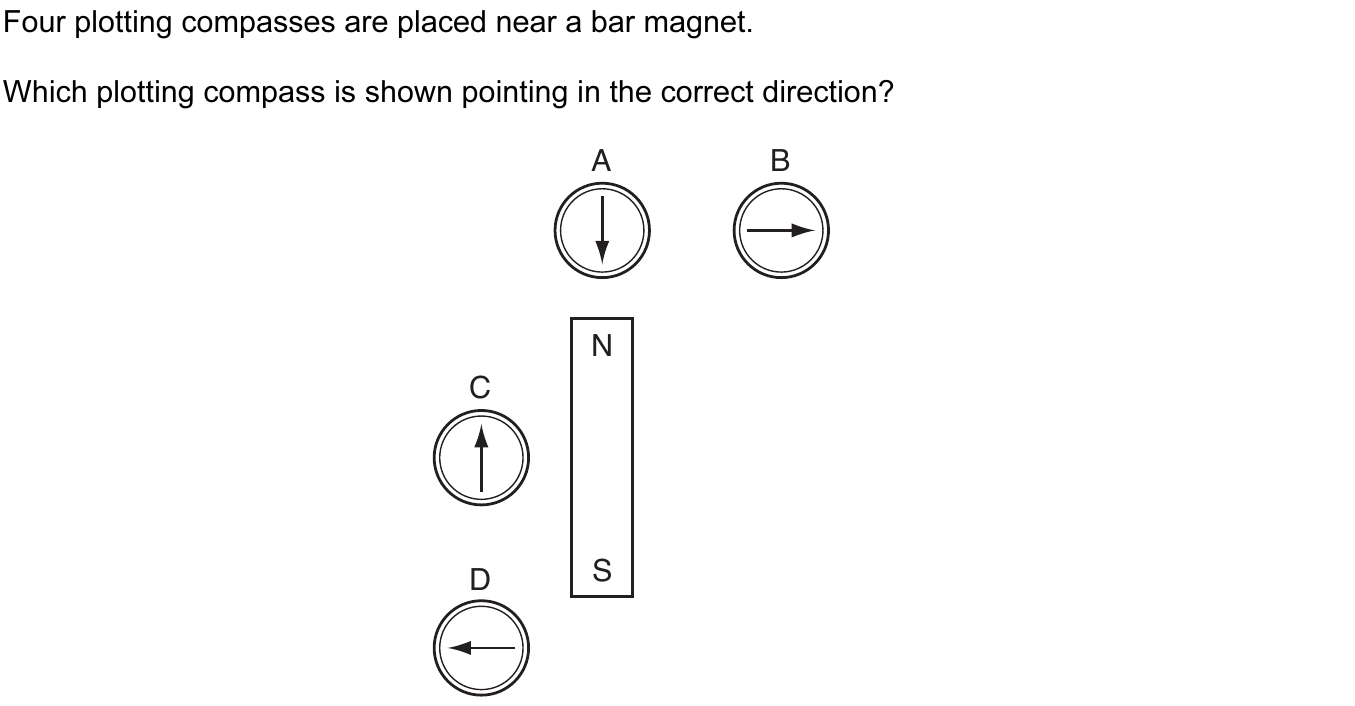 Four plotting compasses are placed near a bar magnet.
Which plotting compass is shown pointing in the correct direction?
A
B
N
C
S
D